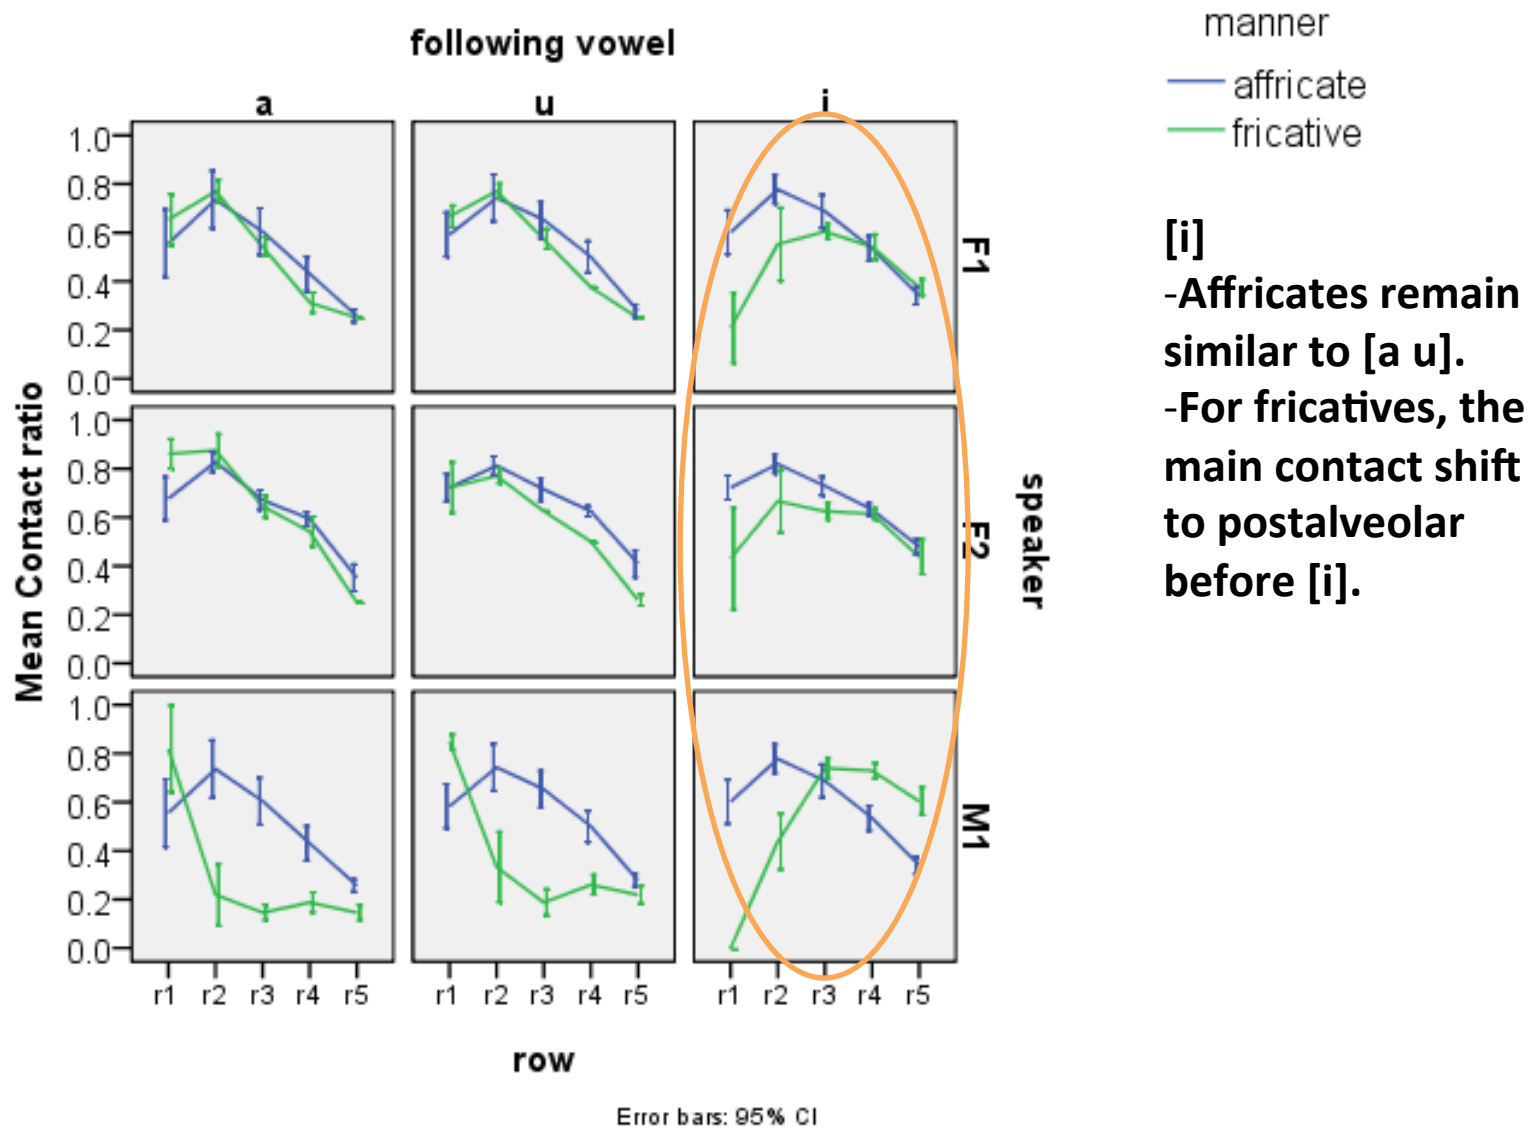 following vowel
a
u
i
manner
affricate
fricative
1.0
0.8
0.6
0.4
0.2
0.0
F1
1.0
0.8
0.6
0.4
0.2
0.0
F2
1.0
0.8
0.6
0.4
0.2
0.0
M1
Mean Contact ratio
speaker
r1 r2 r3 r4 r5
r1 r2 r3 r4 r5
r1 r2 r3 r4 r5
row
Error bars: 95% CI
[i]
-Affricates remain
similar to [a u].
-For fricatives, the
main contact shift
to postalveolar
before [i].